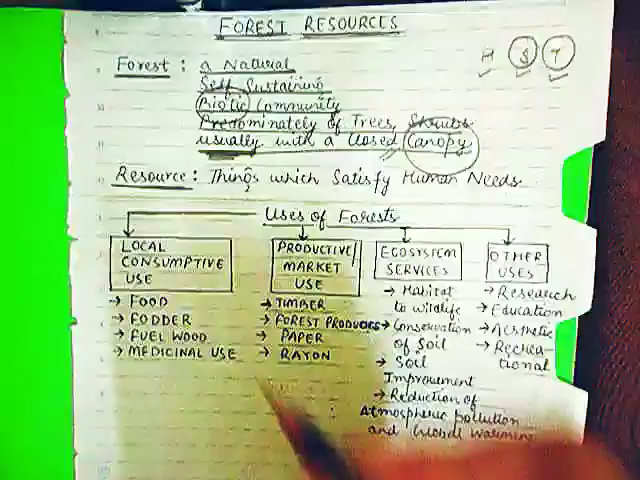 FOREST RESOURCES
H S T
Forest : a Natural
Self Sustaining
Biotic Community
Predominately of Trees, Shrubs
usually with a closed Canopy
Resource : Things which Satisfy Human Needs.
Uses of Forests
LOCAL
CONSUMPTIVE
USE
→ FOOD
→ FODDER
→ FUEL WOOD
→ MEDICINAL USE
PRODUCTIVE/
MARKET
USE
→ TIMBER
→ FOREST PRODUCES
→ PAPER
→ RAYON
ECOSYSTEM
SERVICES
→ Habitat
to wildlife
→ Conservation
of Soil
→ Soil
Improvement
→ Reduction of
Atmospheric pollution
and Global Warming
OTHER
USES
→ Research
→ Education
→ Aesthetic
→ Recrea-
tional